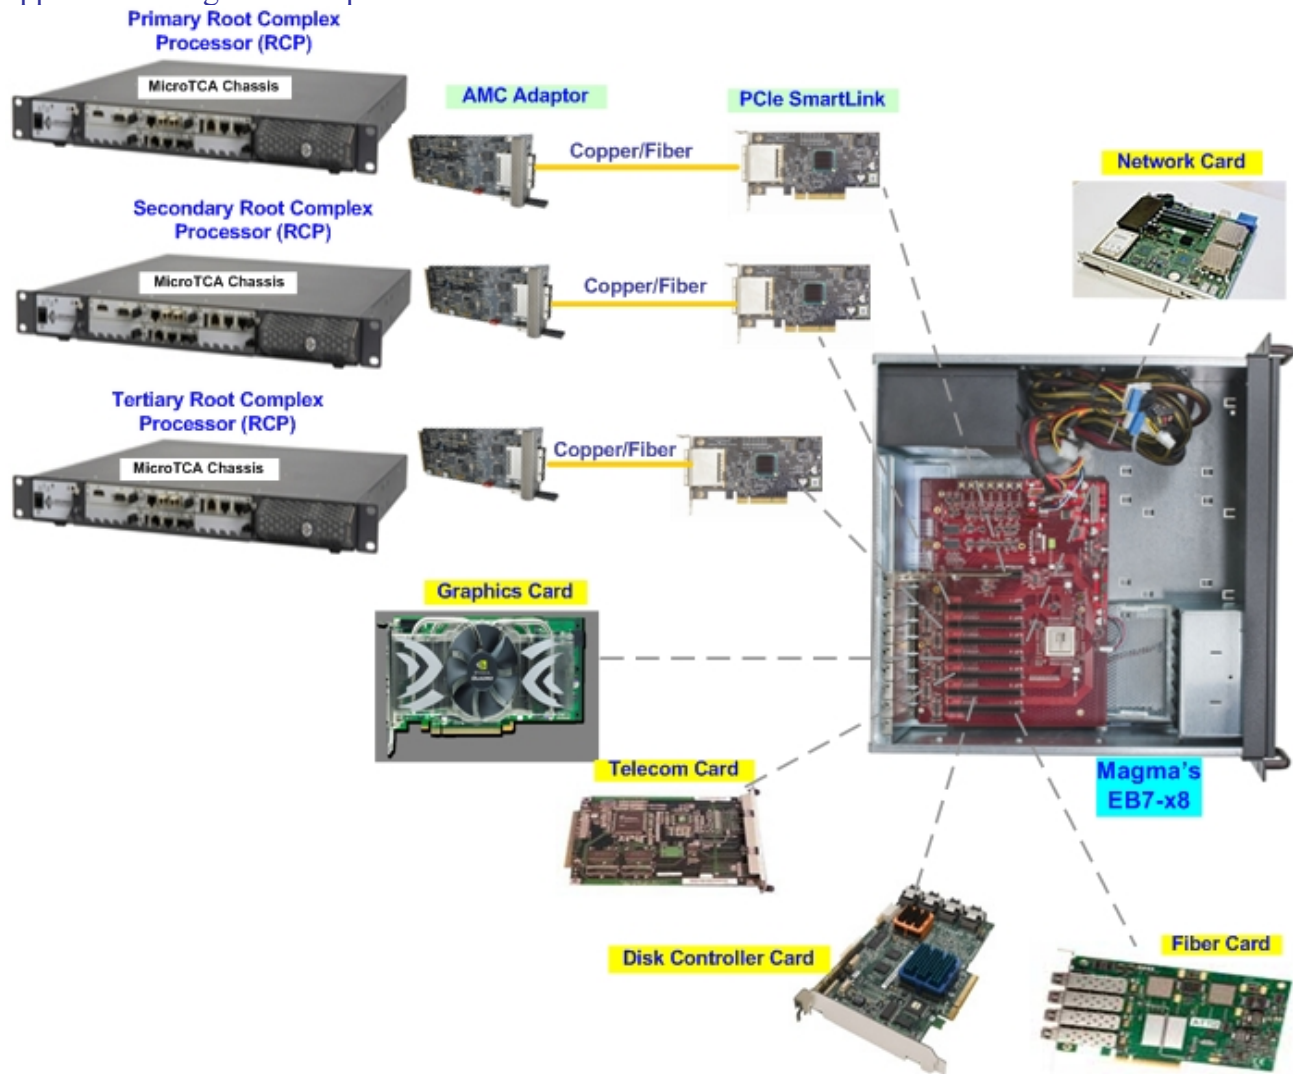 Primary Root Complex
Processor (RCP)
MicroTCA Chassis
AMC Adaptor
PCIe SmartLink
Copper/Fiber
Network Card
Secondary Root Complex
Processor (RCP)
MicroTCA Chassis
Copper/Fiber
Tertiary Root Complex
Processor (RCP)
MicroTCA Chassis
Copper/Fiber
Graphics Card
Telecom Card
Magma's
EB7-x8
Disk Controller Card
Fiber Card